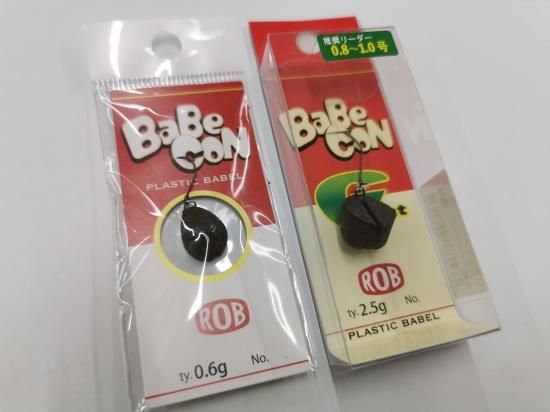 BaBe
CoN
PLASTIC BABEL
ROB
ty. 0.6g No.
推奨リーダー
0.8～1.0号
BaBe
CoN
G
ROB
ty. 2.5g No.
PLASTIC BABEL